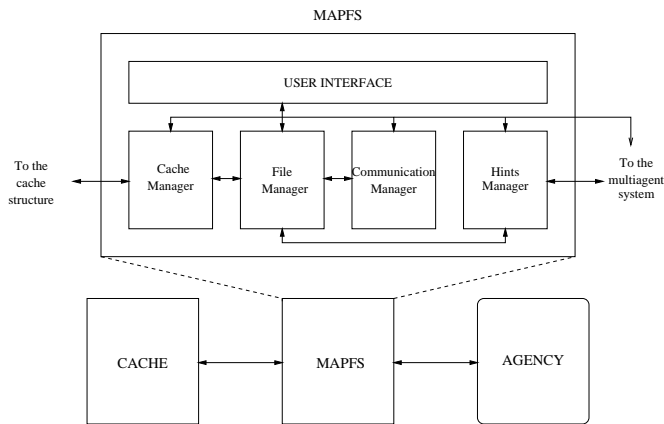 MAPFS
USER INTERFACE
To the
cache
structure
Cache
Manager
File
Manager
Communication
Manager
Hints
Manager
To the
multiagent
system
CACHE
MAPFS
AGENCY